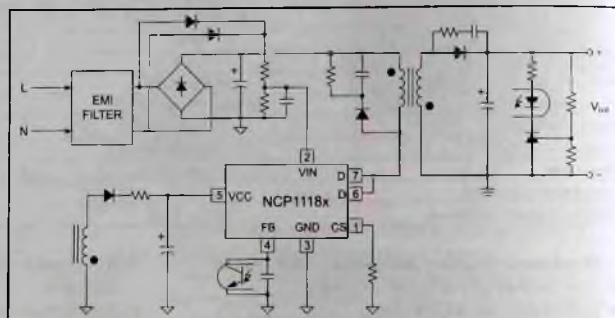 L
EMI
FILTER
N
+
+
+
Vout
−
2
VIN
D 7
5 VCC
NCP1118x
D 6
FB
GND
CS 1
4
3
+